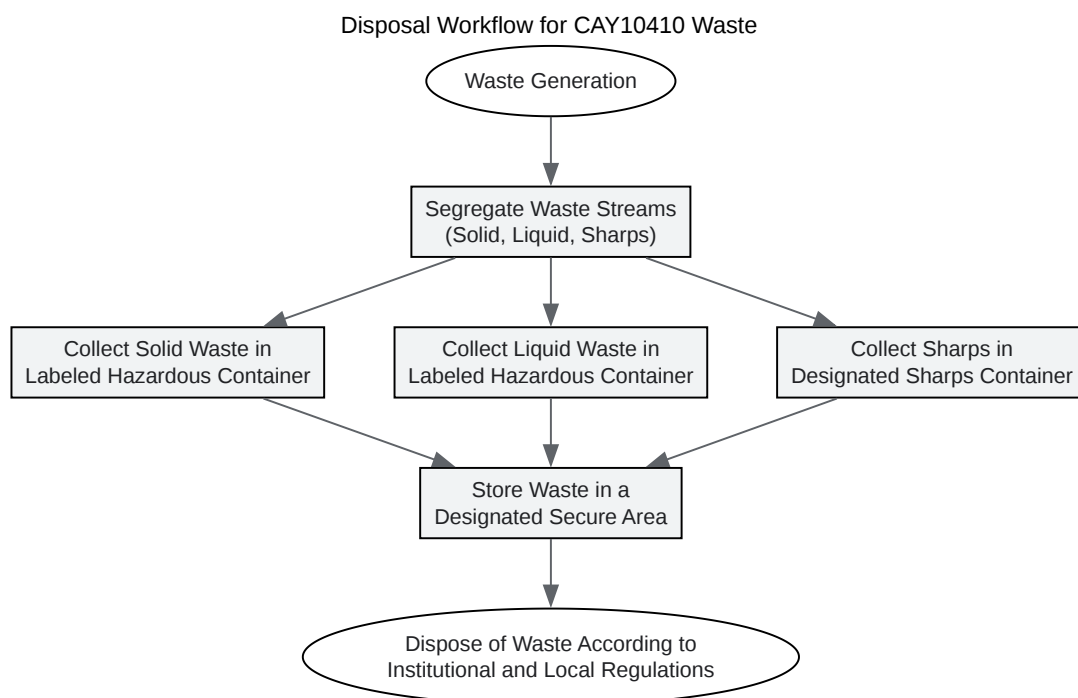 Disposal Workflow for CAY10410 Waste
Waste Generation
Segregate Waste Streams
(Solid, Liquid, Sharps)
Collect Solid Waste in
Labeled Hazardous Container
Collect Liquid Waste in
Labeled Hazardous Container
Collect Sharps in
Designated Sharps Container
Store Waste in a
Designated Secure Area
Dispose of Waste According to
Institutional and Local Regulations